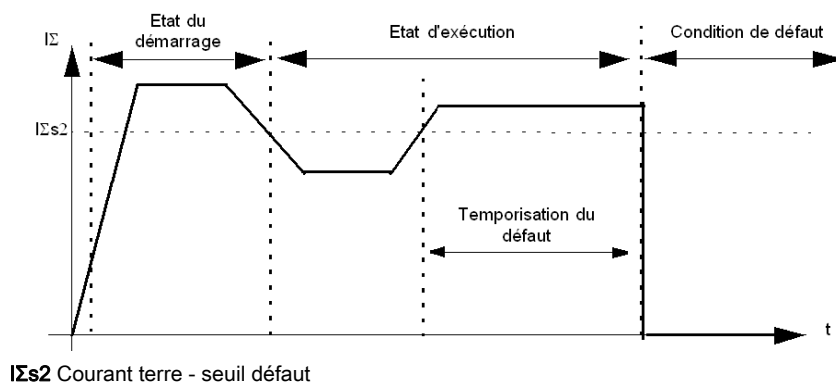 Etat du
démarrage
Etat d'exécution
Condition de défaut
IΣ
IΣs2
Temporisation du
défaut
t
IΣs2 Courant terre - seuil défaut